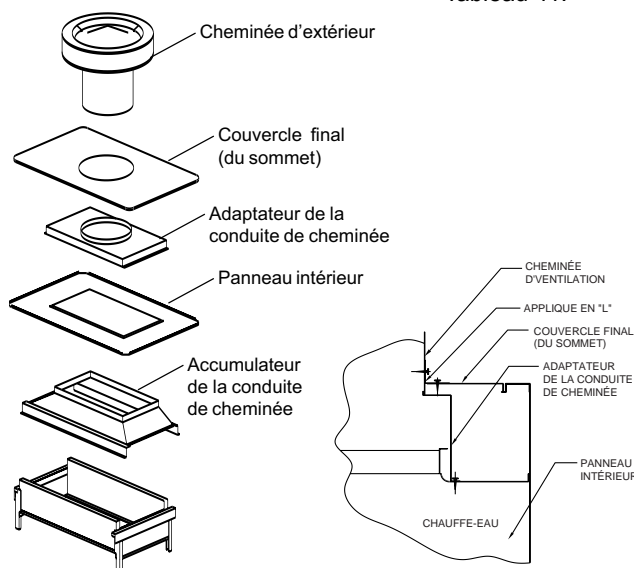 Cheminée d'extérieur
Couvercle final
(du sommet)
Adaptateur de la
conduite de cheminée
Panneau intérieur
Accumulateur
de la conduite
de cheminée
CHEMINÉE
D'VENTILATION
APPLIQUE EN "L"
COUVERCLE FINAL
(DU SOMMET)
ADAPTATEUR
DE LA CONDUITE
DE CHEMINÉE
PANNEAU
INTÉRIEUR
CHAUFFE-EAU